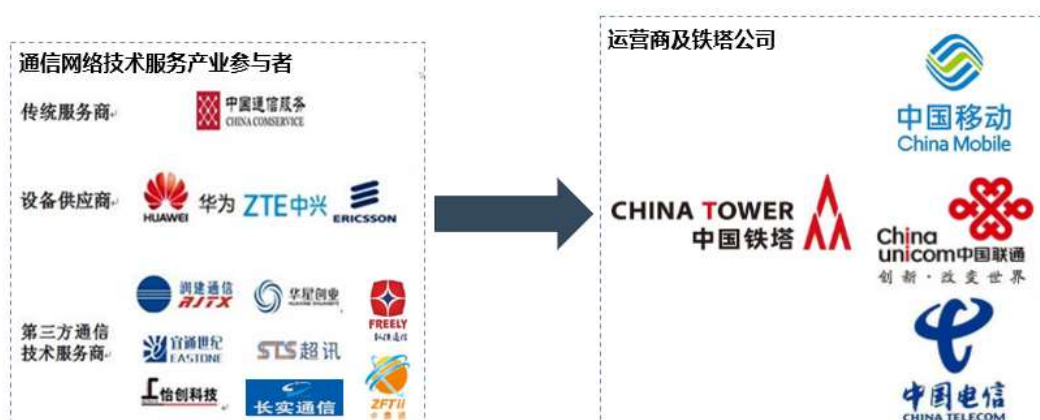 通信网络技术服务产业参与者
传统服务商
中国通信服务
CHINA COMSERVICE
设备供应商
HUAWEI
华为
ZTE中兴
ERICSSON
第三方通信
技术服务商
润建通信
RJTX
华星创业
FREELY
宜通世纪
EASTONE
STS超讯
怡创科技
长实通信
ZFTii
运营商及铁塔公司
中国移动
China Mobile
CHINA TOWER
中国铁塔
China
unicom中国联通
创新·改变世界
中国电信
CHINA TELECOM